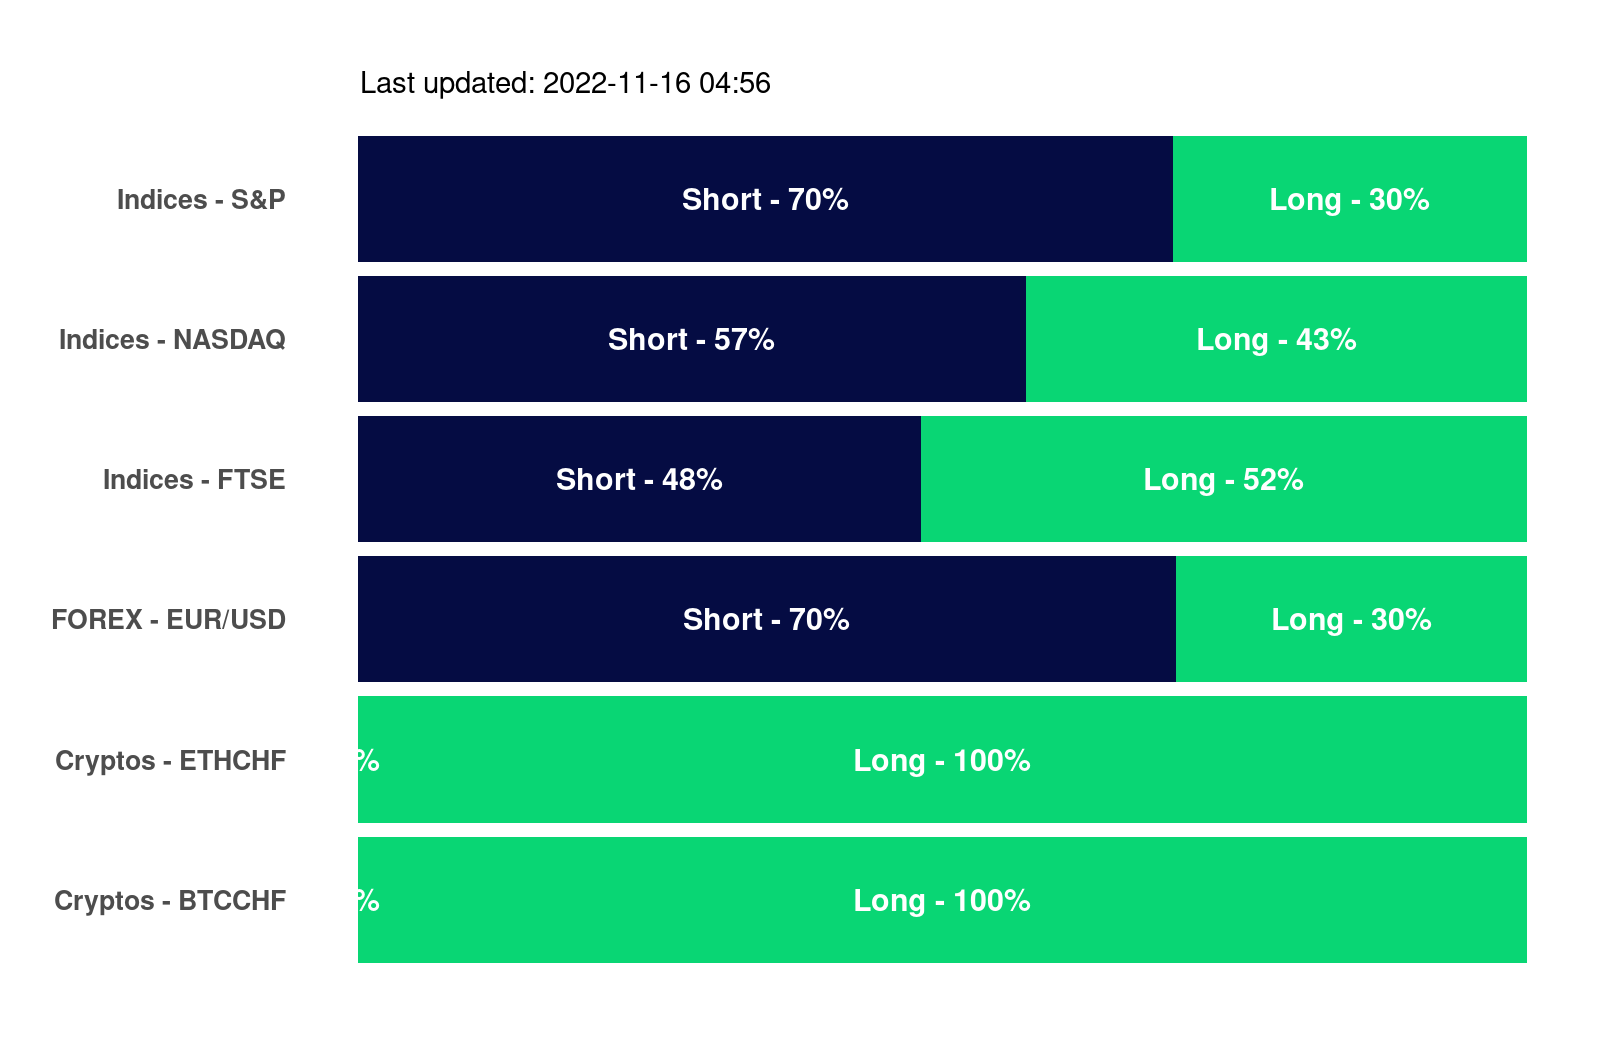 Last updated: 2022-11-16 04:56
Indices - S&P Short - 70% Long - 30%
Indices - NASDAQ Short - 57% Long - 43%
Indices - FTSE Short - 48% Long - 52%
FOREX - EUR/USD Short - 70% Long - 30%
Cryptos - ETHCHF % Long - 100%
Cryptos - BTCCHF % Long - 100%